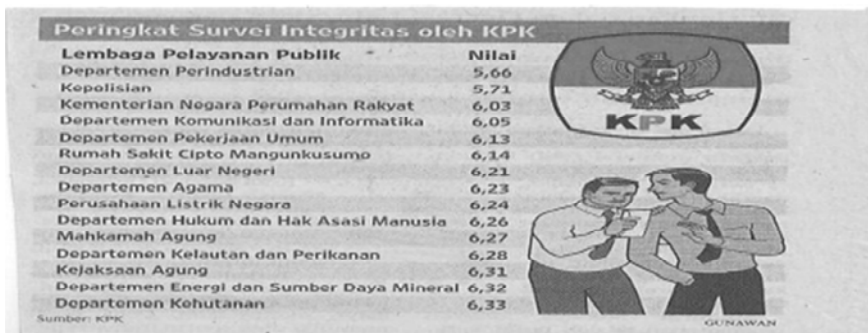 Peringkat Survei Integritas oleh KPK
Lembaga Pelayanan Publik Nilai
Departemen Perindustrian 5,66
Kepolisian 5,71
Kementerian Negara Perumahan Rakyat 6,03
Departemen Komunikasi dan Informatika 6,05
Departemen Pekerjaan Umum 6,13
Rumah Sakit Cipto Mangunkusumo 6,14
Departemen Luar Negeri 6,21
Departemen Agama 6,23
Perusahaan Listrik Negara 6,24
Departemen Hukum dan Hak Asasi Manusia 6,26
Mahkamah Agung 6,27
Departemen Kelautan dan Perikanan 6,28
Kejaksaan Agung 6,31
Departemen Energi dan Sumber Daya Mineral 6,32
Departemen Kehutanan 6,33
Sumber: KPK
KPK
GUNAWAN